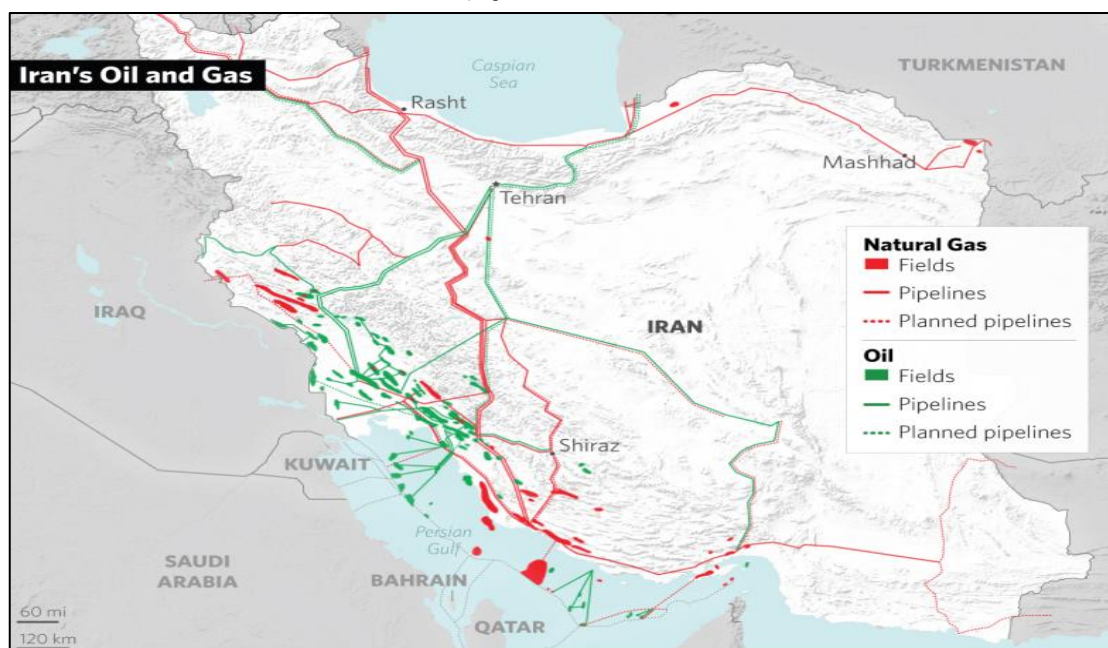 Iran's Oil and Gas
Caspian
Sea
TURKMENISTAN
Rasht
Mashhad
Tehran
Natural Gas
Fields
Pipelines
Planned pipelines
Oil
Fields
Pipelines
Planned pipelines
IRAQ
IRAN
Shiraz
KUWAIT
Persian
Gulf
SAUDI
ARABIA
BAHRAIN
QATAR
60 mi
120 km